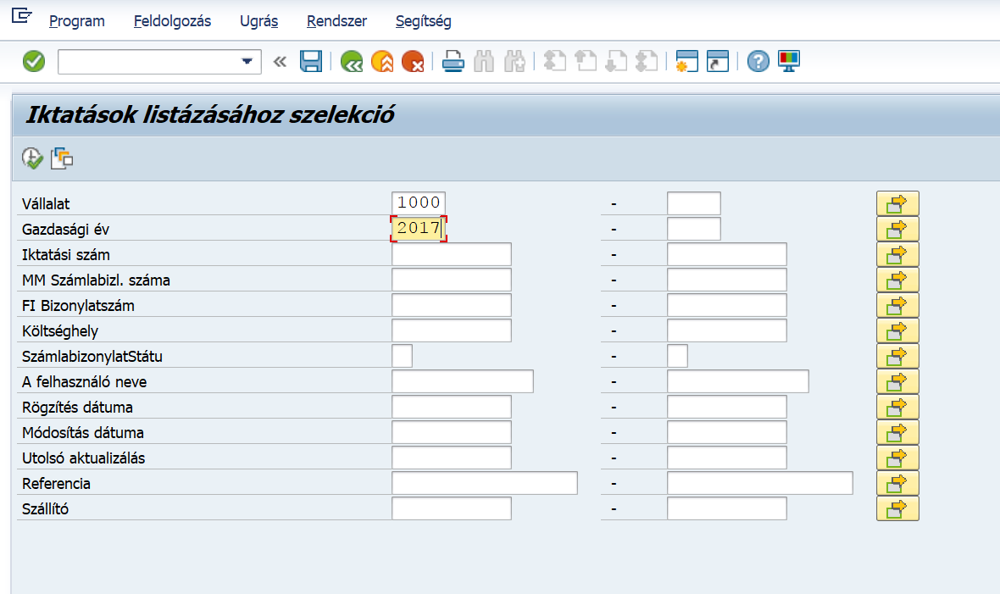 Program Feldolgozás Ugrás Rendszer Segítség
Iktatások listázásához szelekció
Vállalat 1000 -
Gazdasági év 2017 -
Iktatási szám -
MM Számlabizl. száma -
FI Bizonylatszám -
Költséghely -
SzámlabizonylatStátu -
A felhasználó neve -
Rögzítés dátuma -
Módosítás dátuma -
Utolsó aktualizálás -
Referencia -
Szállító -